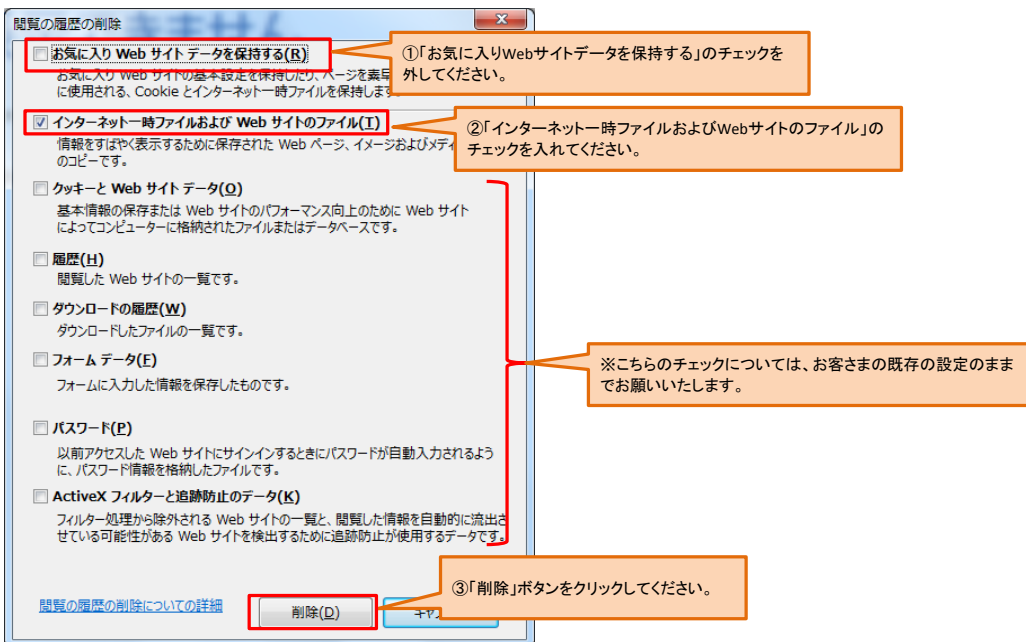 閲覧の履歴の削除
お気に入り Web サイト データを保持する(R)
①「お気に入りWebサイトデータを保持する」のチェックを
外してください。
お気に入り Web サイトの基本設定を保持したり、ページを素早
に使用される、Cookie とインターネット一時ファイルを保持します
インターネット一時ファイルおよび Web サイトのファイル(T)
②「インターネット一時ファイルおよびWebサイトのファイル」の
チェックを入れてください。
情報をすばやく表示するために保存された Web ページ、イメージおよびメディ
のコピーです。
クッキーと Web サイト データ(O)
基本情報の保存または Web サイトのパフォーマンス向上のために Web サイト
によってコンピューターに格納されたファイルまたはデータベースです。
履歴(H)
閲覧した Web サイトの一覧です。
ダウンロードの履歴(W)
ダウンロードしたファイルの一覧です。
フォーム データ(F)
フォームに入力した情報を保存したものです。
※こちらのチェックについては、お客さまの既存の設定のまま
でお願いいたします。
パスワード(P)
以前アクセスした Web サイトにサインインするときにパスワードが自動入力されるよう
に、パスワード情報を格納したファイルです。
ActiveX フィルターと追跡防止のデータ(K)
フィルター処理から除外される Web サイトの一覧と、閲覧した情報を自動的に流出さ
せている可能性がある Web サイトを検出するために追跡防止が使用するデータです。
③「削除」ボタンをクリックしてください。
閲覧の履歴の削除についての詳細
削除(D)